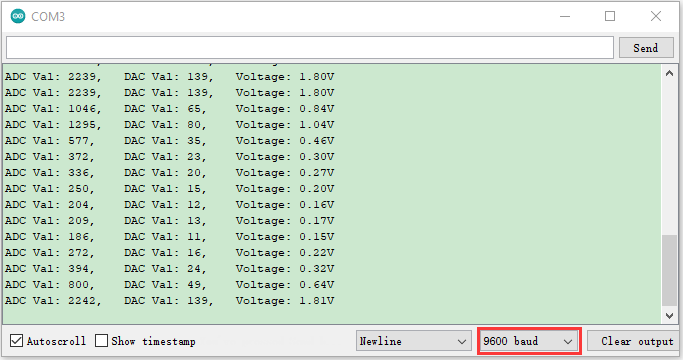 COM3
Send
ADC Val: 2239,    DAC Val: 139,    Voltage: 1.80V
ADC Val: 2239,    DAC Val: 139,    Voltage: 1.80V
ADC Val: 1046,    DAC Val: 65,    Voltage: 0.84V
ADC Val: 1295,    DAC Val: 80,    Voltage: 1.04V
ADC Val: 577,    DAC Val: 35,    Voltage: 0.46V
ADC Val: 372,    DAC Val: 23,    Voltage: 0.30V
ADC Val: 336,    DAC Val: 20,    Voltage: 0.27V
ADC Val: 250,    DAC Val: 15,    Voltage: 0.20V
ADC Val: 204,    DAC Val: 12,    Voltage: 0.16V
ADC Val: 209,    DAC Val: 13,    Voltage: 0.17V
ADC Val: 186,    DAC Val: 11,    Voltage: 0.15V
ADC Val: 272,    DAC Val: 16,    Voltage: 0.22V
ADC Val: 394,    DAC Val: 24,    Voltage: 0.32V
ADC Val: 800,    DAC Val: 49,    Voltage: 0.64V
ADC Val: 2242,    DAC Val: 139,    Voltage: 1.81V
Autoscroll Show timestamp Newline 9600 baud Clear output